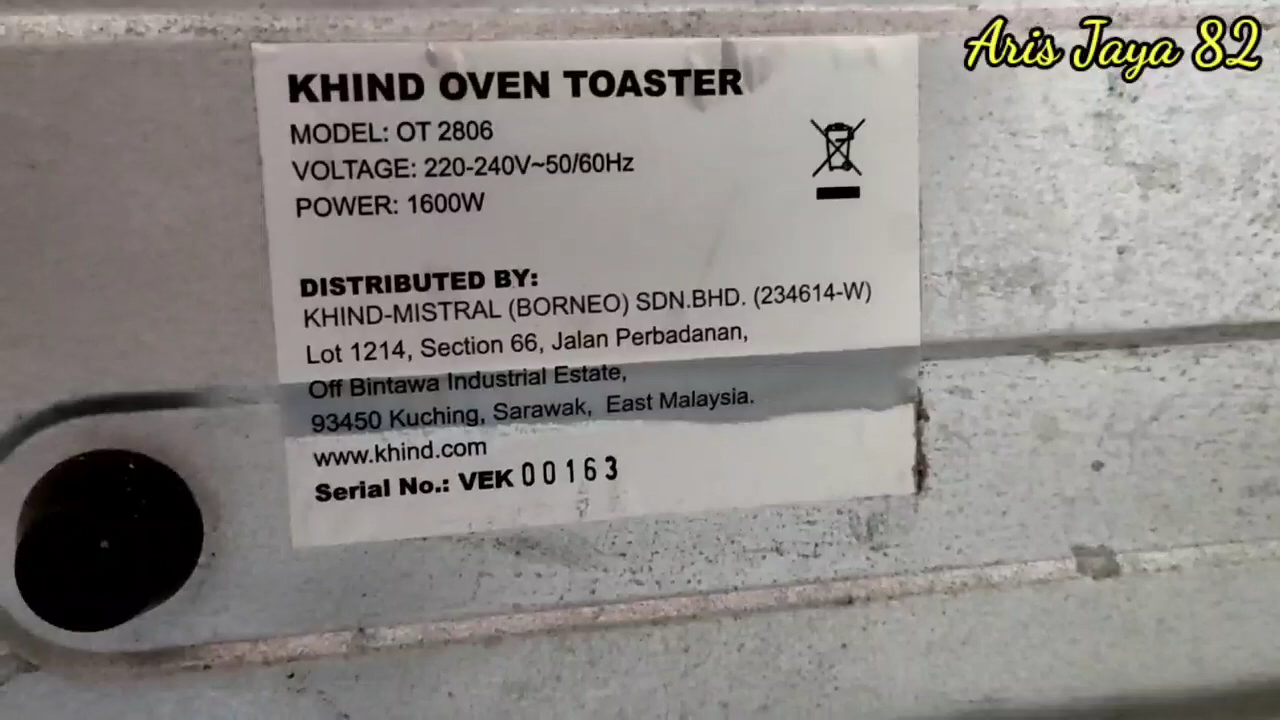 Aris Jaya 82
KHIND OVEN TOASTER
MODEL: OT 2806
VOLTAGE: 220-240V~50/60Hz
POWER: 1600W
DISTRIBUTED BY:
KHIND-MISTRAL (BORNEO) SDN.BHD. (234614-W)
Lot 1214, Section 66, Jalan Perbadanan,
Off Bintawa Industrial Estate,
93450 Kuching, Sarawak, East Malaysia.
www.khind.com
Serial No.: VEK 00163